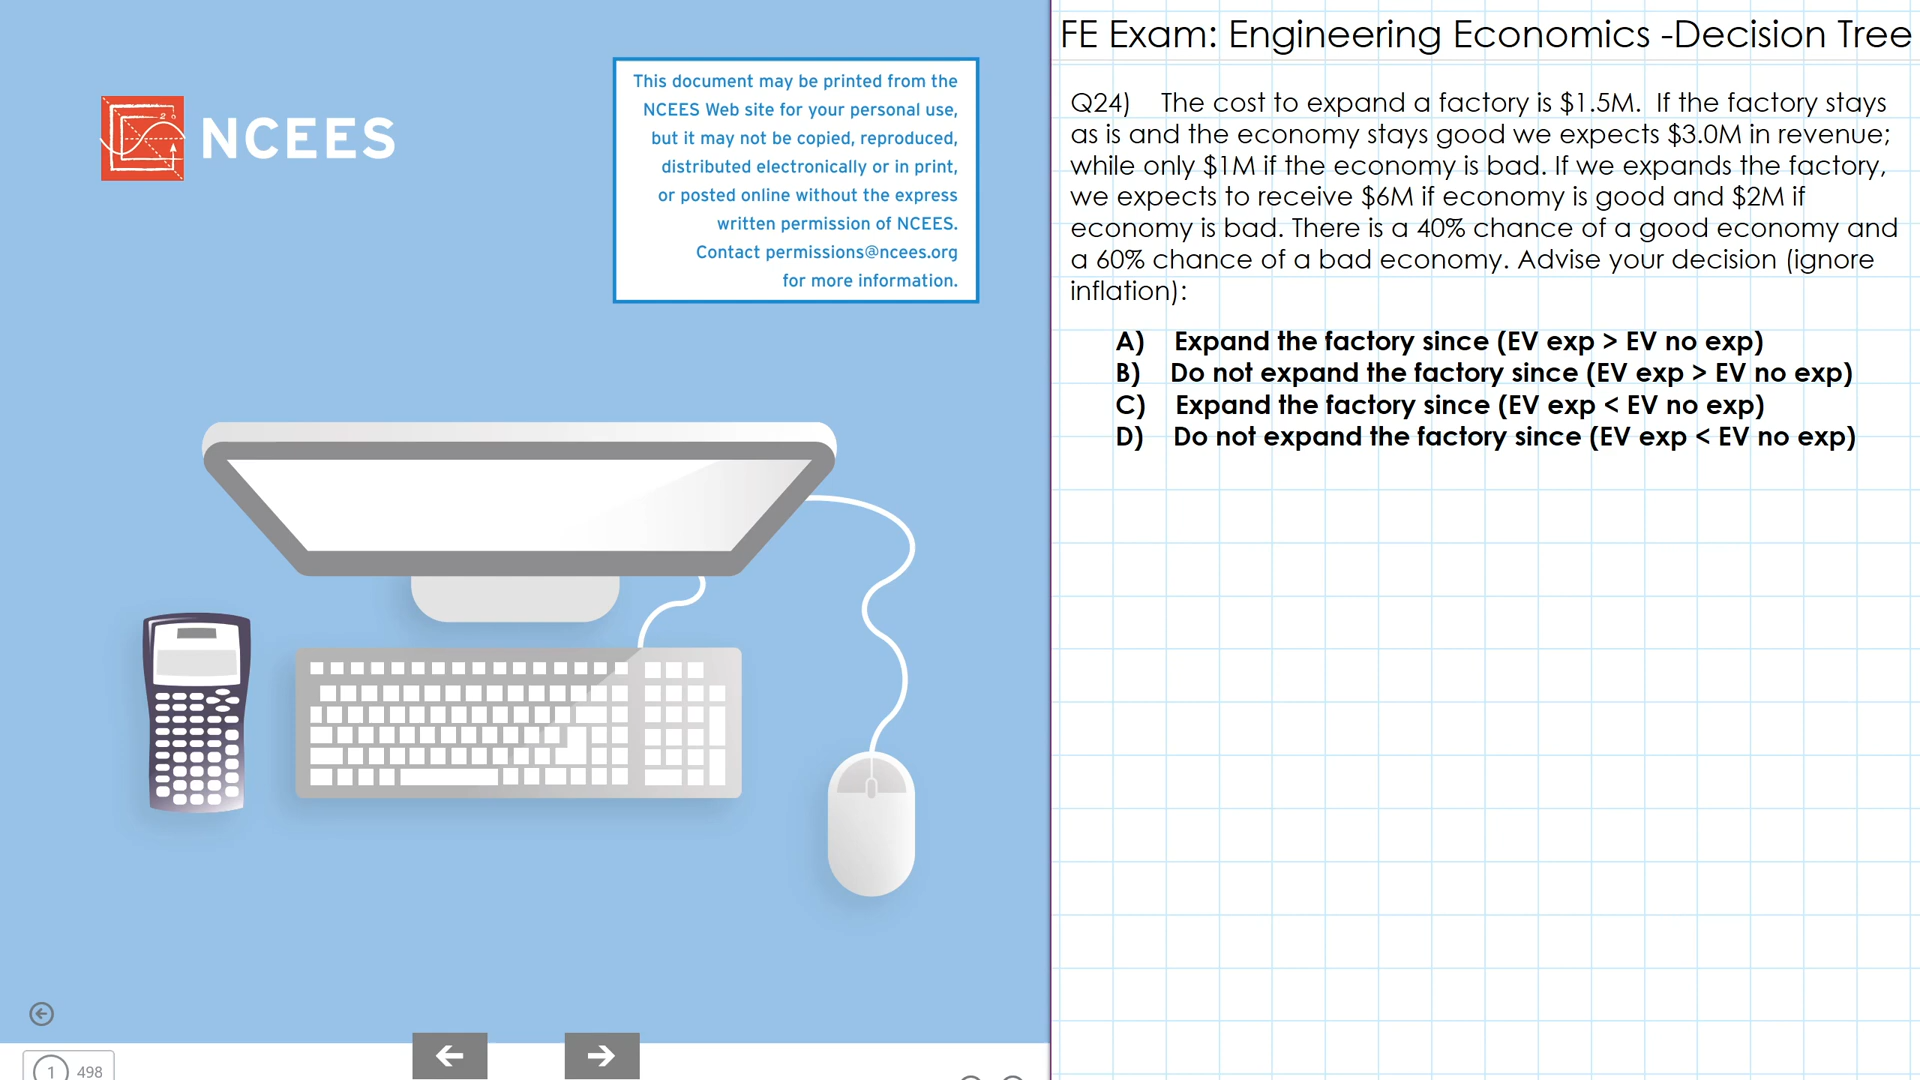 NCEES
This document may be printed from the
NCEES Web site for your personal use,
but it may not be copied, reproduced,
distributed electronically or in print,
or posted online without the express
written permission of NCEES.
Contact permissions@ncees.org
for more information.
1 498
FE Exam: Engineering Economics -Decision Tree
Q24) The cost to expand a factory is $1.5M. If the factory stays
as is and the economy stays good we expects $3.0M in revenue;
while only $1M if the economy is bad. If we expands the factory,
we expects to receive $6M if economy is good and $2M if
economy is bad. There is a 40% chance of a good economy and
a 60% chance of a bad economy. Advise your decision (ignore
inflation):
A) Expand the factory since (EV exp > EV no exp)
B) Do not expand the factory since (EV exp > EV no exp)
C) Expand the factory since (EV exp < EV no exp)
D) Do not expand the factory since (EV exp < EV no exp)